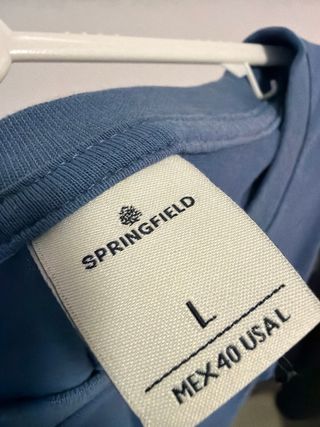 SPRINGFIELD
L
MEX 40 USA L